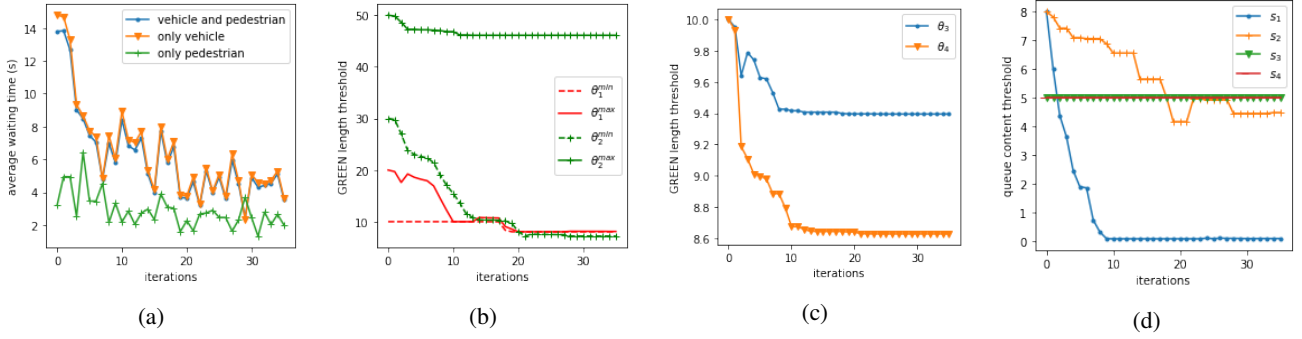 average waiting time (s)
14
12
10
8
6
4
2
0
10
20
30
iterations
vehicle and pedestrian
only vehicle
only pedestrian
(a)
GREEN length threshold
50
40
30
20
10
0
10
20
30
iterations
θ₁ᵐⁱⁿ
θ₁ᵐᵃˣ
θ₂ᵐⁱⁿ
θ₂ᵐᵃˣ
(b)
GREEN length threshold
10.0
9.8
9.6
9.4
9.2
9.0
8.8
8.6
0
10
20
30
iterations
θ₃
θ₄
(c)
queue content threshold
8
7
6
5
4
3
2
1
0
0
10
20
30
iterations
s₁
s₂
s₃
s₄
(d)